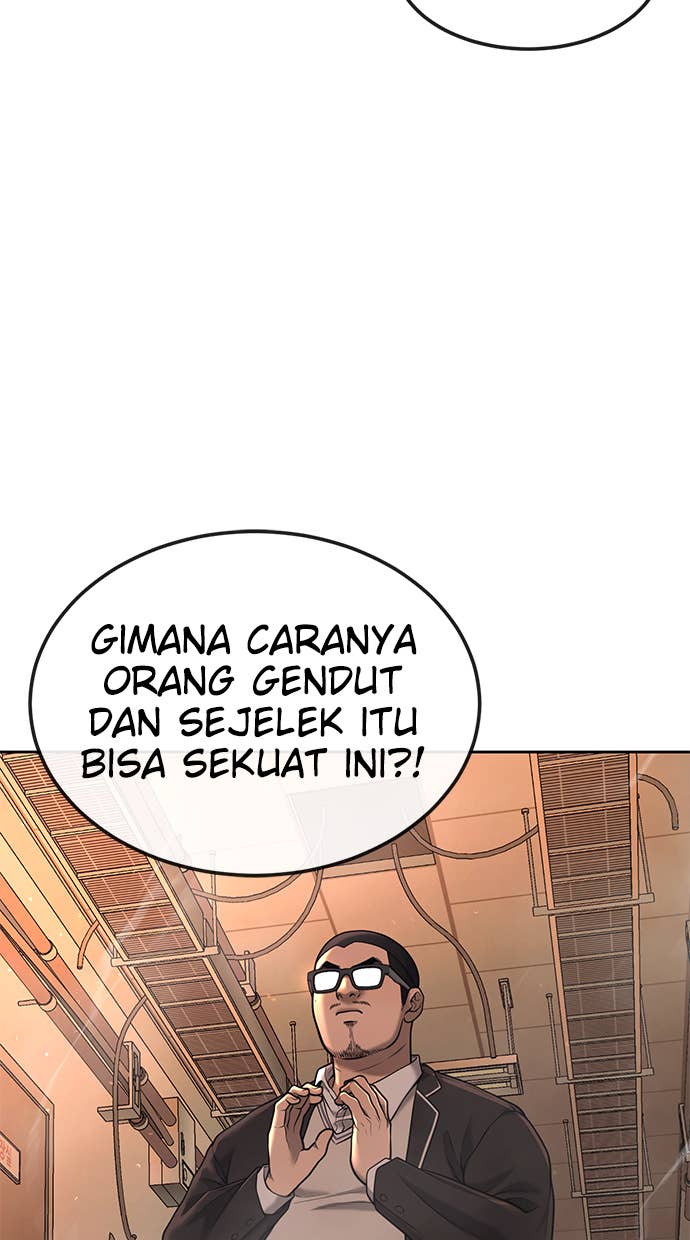 GIMANA CARANYA
ORANG GENDUT
DAN SEJELEK ITU
BISA SEKUAT INI?!